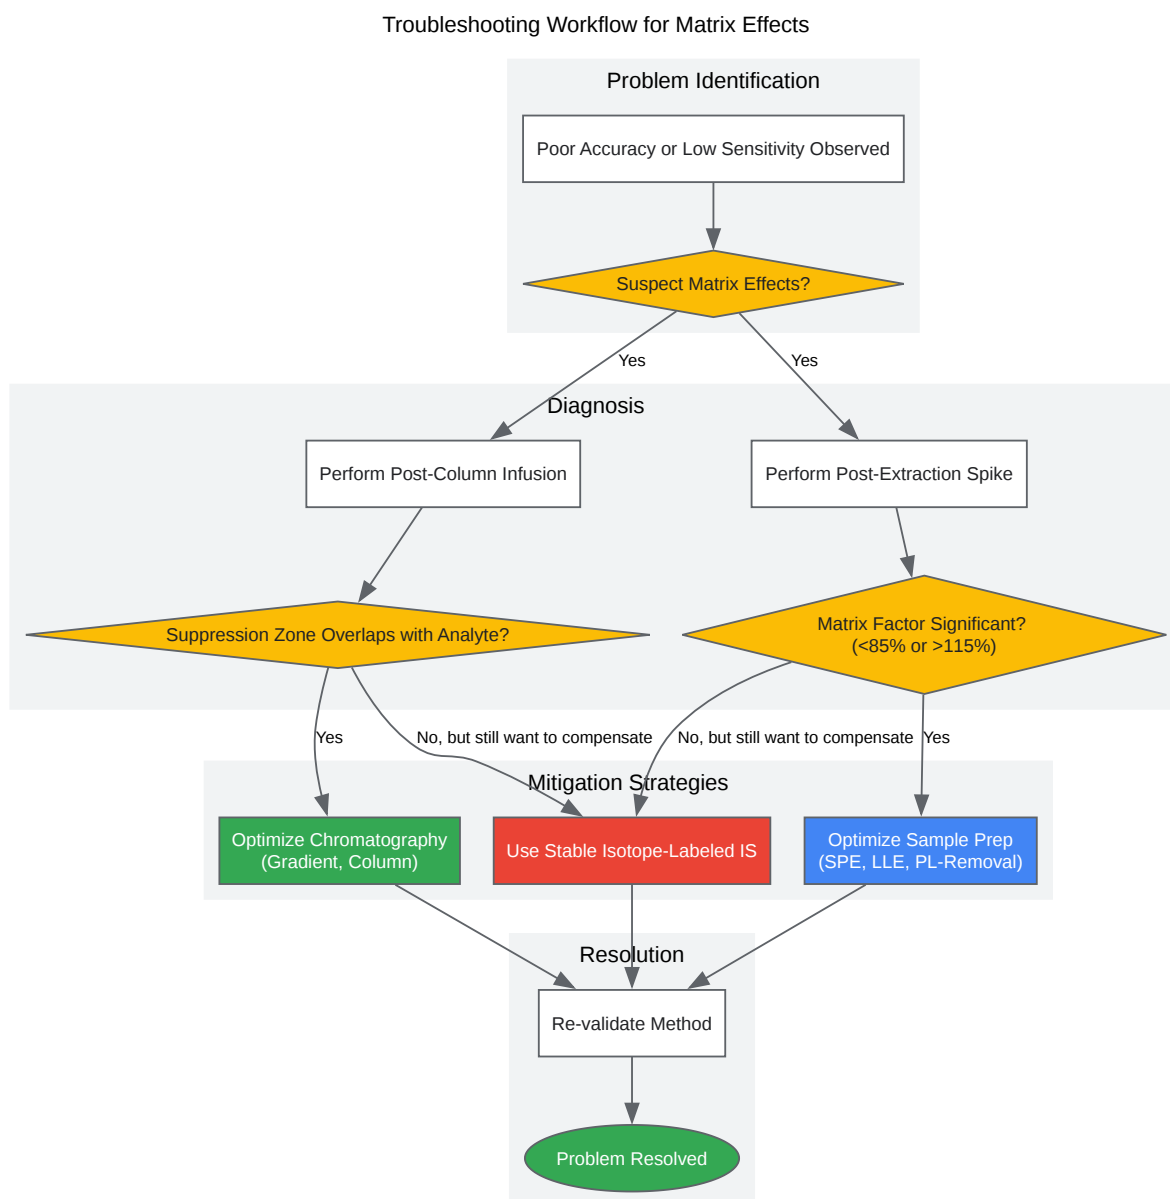 Troubleshooting Workflow for Matrix Effects
Problem Identification
Poor Accuracy or Low Sensitivity Observed
Suspect Matrix Effects?
Yes
Yes
Diagnosis
Perform Post-Column Infusion
Perform Post-Extraction Spike
Suppression Zone Overlaps with Analyte?
Matrix Factor Significant?
(<85% or >115%)
Yes
No, but still want to compensate
No, but still want to compensate
Yes
Mitigation Strategies
Optimize Chromatography
(Gradient, Column)
Use Stable Isotope-Labeled IS
Optimize Sample Prep
(SPE, LLE, PL-Removal)
Resolution
Re-validate Method
Problem Resolved